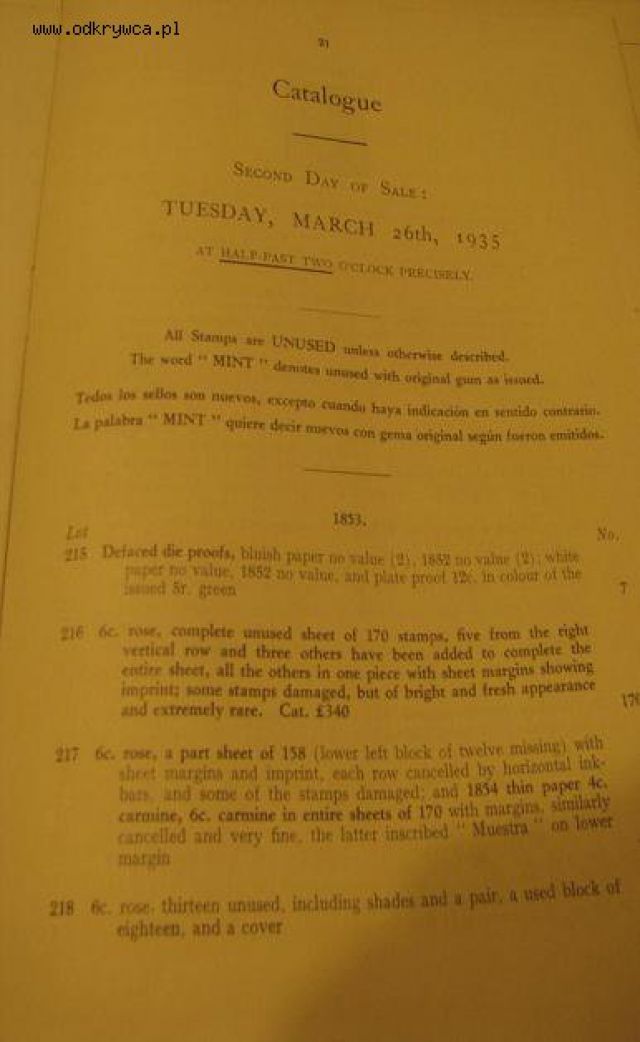 www.odkrywca.pl
21
Catalogue
SECOND DAY OF SALE:
TUESDAY, MARCH 26th, 1935
AT HALF-PAST TWO O'CLOCK PRECISELY.
All Stamps are UNUSED unless otherwise described.
The word "MINT" denotes unused with original gum as issued.
Todos los sellos son nuevos, excepto cuando haya indicación en sentido contrario.
La palabra "MINT" quiere decir nuevos con goma original según fueron emitidos.
1853.
Lot No.
215 Defaced die proofs, bluish paper no value (2), 1852 no value (2); white
paper no value, 1852 no value, and plate proof 12c. in colour of the
issued 5r. green 7
216 6c. rose, complete unused sheet of 170 stamps, five from the right
vertical row and three others have been added to complete the
entire sheet, all the others in one piece with sheet margins showing
imprint; some stamps damaged, but of bright and fresh appearance
and extremely rare. Cat. £340 170
217 6c. rose, a part sheet of 158 (lower left block of twelve missing) with
sheet margins and imprint, each row cancelled by horizontal ink-
bars, and some of the stamps damaged; and 1854 thin paper 4c.
carmine, 6c. carmine in entire sheets of 170 with margins, similarly
cancelled and very fine, the latter inscribed "Muestra" on lower
margin
218 6c. rose, thirteen unused, including shades and a pair, a used block of
eighteen, and a cover